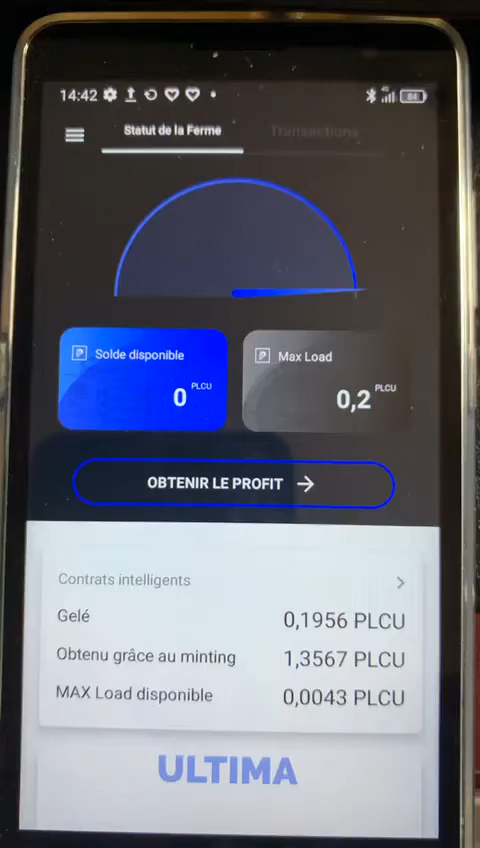 14:42
4G 84
Statut de la Ferme Transactions
Solde disponible Max Load
0 PLCU 0,2 PLCU
OBTENIR LE PROFIT
Contrats intelligents
Gelé 0,1956 PLCU
Obtenu grâce au minting 1,3567 PLCU
MAX Load disponible 0,0043 PLCU
ULTIMA